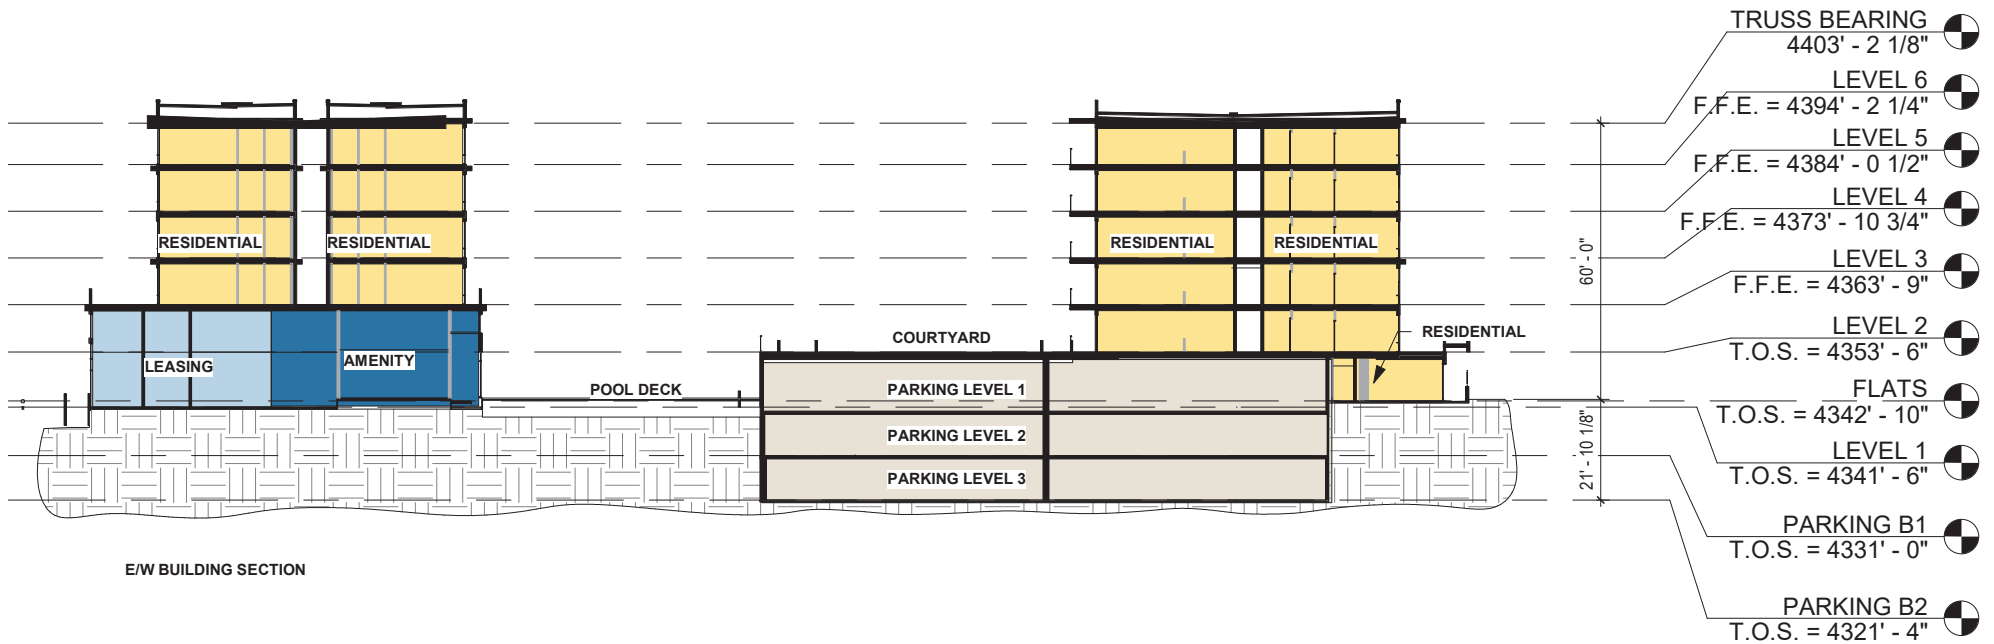 TRUSS BEARING
4403' - 2 1/8"
LEVEL 6
F.F.E. = 4394' - 2 1/4"
LEVEL 5
F.F.E. = 4384' - 0 1/2"
LEVEL 4
F.F.E. = 4373' - 10 3/4"
LEVEL 3
F.F.E. = 4363' - 9"
LEVEL 2
T.O.S. = 4353' - 6"
FLATS
T.O.S. = 4342' - 10"
LEVEL 1
T.O.S. = 4341' - 6"
PARKING B1
T.O.S. = 4331' - 0"
PARKING B2
T.O.S. = 4321' - 4"
60' - 0"
21' - 10 1/8"
RESIDENTIAL
RESIDENTIAL
RESIDENTIAL
RESIDENTIAL
RESIDENTIAL
COURTYARD
LEASING
AMENITY
POOL DECK
PARKING LEVEL 1
PARKING LEVEL 2
PARKING LEVEL 3
E/W BUILDING SECTION